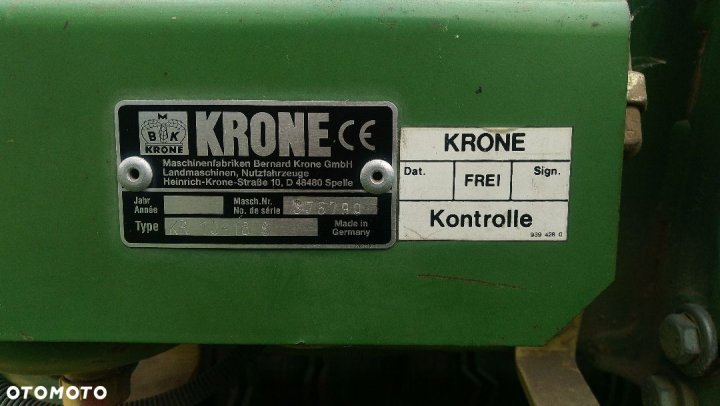 M
B K
KRONE
KRONE CE
Maschinenfabriken Bernard Krone GmbH
Landmaschinen, Nutzfahrzeuge
Heinrich-Krone-Straße 10, D 48480 Spelle
Jahr
Année
Masch.Nr.
No. de série
Type
Made in
Germany
KRONE
Dat.
FREI
Sign.
Kontrolle
939 428 0
OTOMOTO